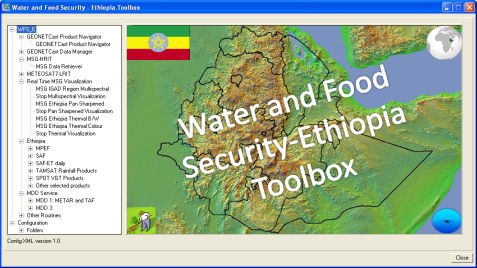 Water and Food Security - Ethiopia Toolbox
WFS_E
GEONETCast Product Navigator
GEONETCast Product Navigator
GEONETCast Data Manager
MSG-HRIT
MSG Data Retriever
METEOSAT7-LRIT
Real Time MSG Visualization
MSG IGAD Region Multispectral
Stop Multispectral Visualization
MSG Ethiopia Pan Sharpened
Stop Pan Sharpened Visualization
MSG Ethiopia Thermal B/W
MSG Ethiopia Thermal Colour
Stop Thermal Visualization
Ethiopia
MPEF
SAF
SAF-ET daily
TAMSAT Rainfall Products
SPOT VGT Products
Other selected products
MDD Service
MDD 1: METAR and TAF
MDD 3
Other Routines
Configuration
Folders
Water and Food
Security-Ethiopia
Toolbox
Config XML version 1.0
Close